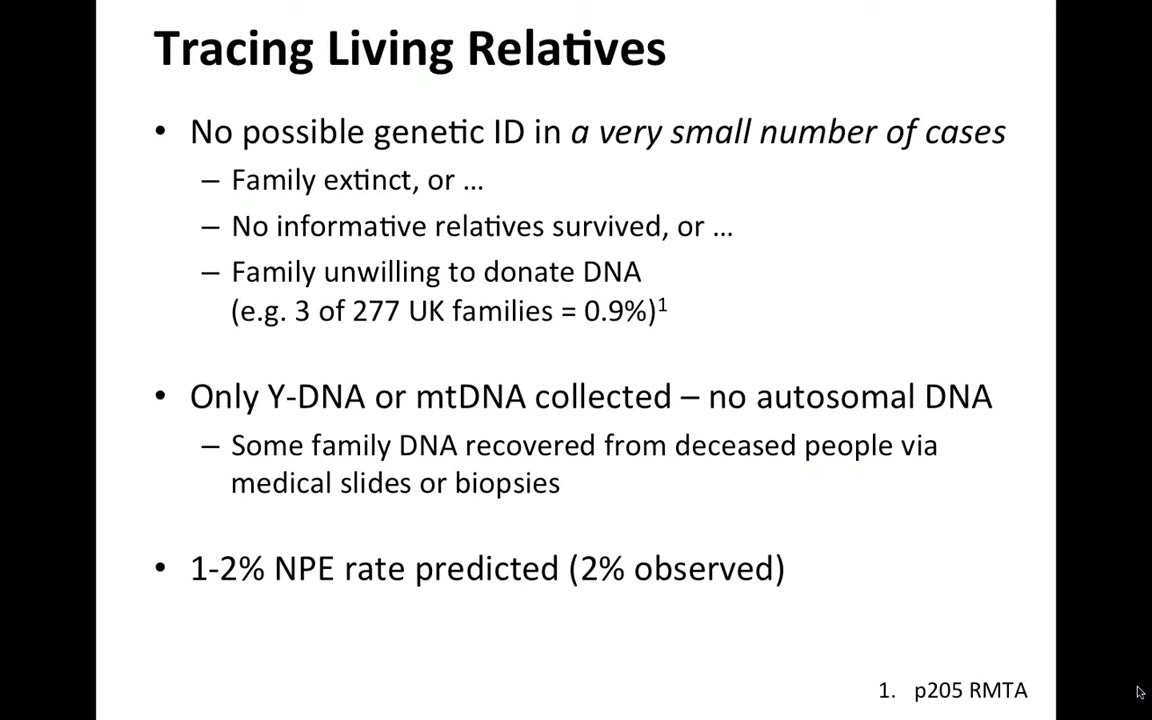 Tracing Living Relatives
• No possible genetic ID in a very small number of cases
– Family extinct, or ...
– No informative relatives survived, or ...
– Family unwilling to donate DNA
(e.g. 3 of 277 UK families = 0.9%)¹
• Only Y-DNA or mtDNA collected – no autosomal DNA
– Some family DNA recovered from deceased people via
medical slides or biopsies
• 1-2% NPE rate predicted (2% observed)
1. p205 RMTA